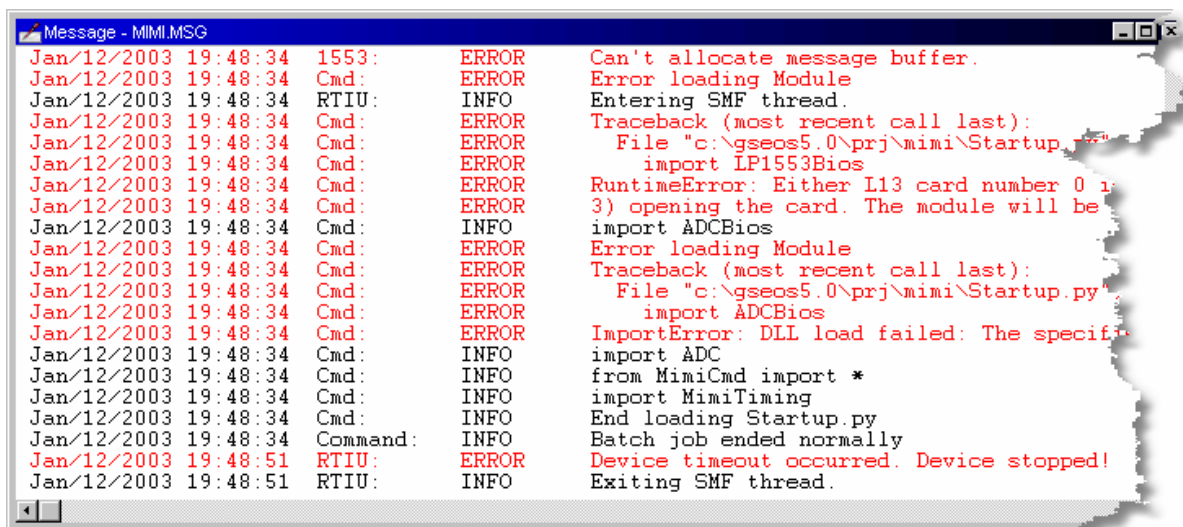 Message - MIMI.MSG
Jan/12/2003 19:48:34 1553: ERROR Can't allocate message buffer.
Jan/12/2003 19:48:34 Cmd: ERROR Error loading Module
Jan/12/2003 19:48:34 RTIU: INFO Entering SMF thread.
Jan/12/2003 19:48:34 Cmd: ERROR Traceback (most recent call last):
Jan/12/2003 19:48:34 Cmd: ERROR File "c:\gseos5.0\prj\mimi\Startup.py"
Jan/12/2003 19:48:34 Cmd: ERROR import LP1553Bios
Jan/12/2003 19:48:34 Cmd: ERROR RuntimeError: Either L13 card number 0
Jan/12/2003 19:48:34 Cmd: ERROR 3) opening the card. The module will be
Jan/12/2003 19:48:34 Cmd: INFO import ADCBios
Jan/12/2003 19:48:34 Cmd: ERROR Error loading Module
Jan/12/2003 19:48:34 Cmd: ERROR Traceback (most recent call last):
Jan/12/2003 19:48:34 Cmd: ERROR File "c:\gseos5.0\prj\mimi\Startup.py",
Jan/12/2003 19:48:34 Cmd: ERROR import ADCBios
Jan/12/2003 19:48:34 Cmd: ERROR ImportError: DLL load failed: The
Jan/12/2003 19:48:34 Cmd: INFO import ADC
Jan/12/2003 19:48:34 Cmd: INFO from MimiCmd import *
Jan/12/2003 19:48:34 Cmd: INFO import MimiTiming
Jan/12/2003 19:48:34 Cmd: INFO End loading Startup.py
Jan/12/2003 19:48:34 Command: INFO Batch job ended normally
Jan/12/2003 19:48:51 RTIU: ERROR Device timeout occurred. Device stopped!
Jan/12/2003 19:48:51 RTIU: INFO Exiting SMF thread.